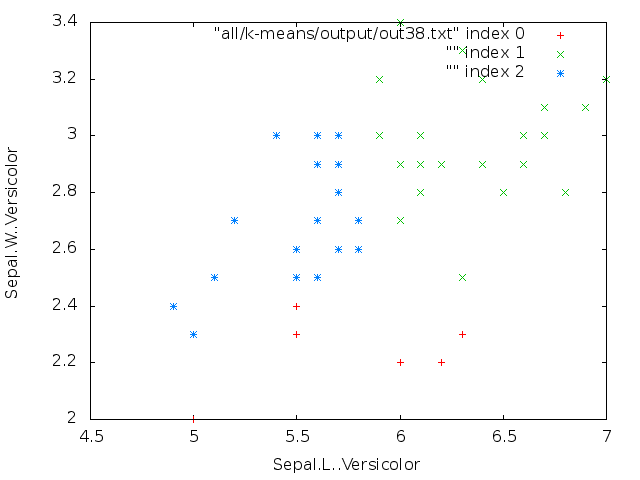 "all/k-means/output/out38.txt" index 0
"" index 1
"" index 2
3.4
3.2
3
2.8
2.6
2.4
2.2
2
4.5 5 5.5 6 6.5 7
Sepal.W..Versicolor
Sepal.L..Versicolor